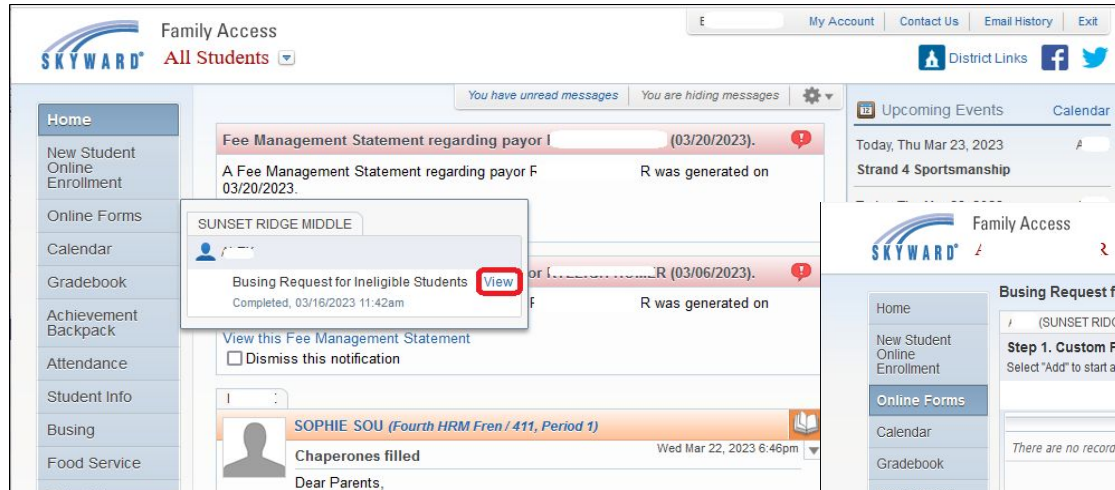 Family Access
SKYWARD®
All Students
My Account Contact Us Email History Exit
District Links
You have unread messages You are hiding messages
Home
New Student
Online
Enrollment
Online Forms
Calendar
Gradebook
Achievement
Backpack
Attendance
Student Info
Busing
Food Service
Fee Management Statement regarding payor (03/20/2023).
A Fee Management Statement regarding payor R R was generated on
03/20/2023.
SUNSET RIDGE MIDDLE
Busing Request for Ineligible Students View
Completed, 03/16/2023 11:42am
(03/06/2023).
R was generated on
View this Fee Management Statement
Dismiss this notification
SOPHIE SOU (Fourth HRM Fren / 411, Period 1)
Chaperones filled
Wed Mar 22, 2023 6:46pm
Dear Parents,
Upcoming Events Calendar
Today, Thu Mar 23, 2023
Strand 4 Sportsmanship
Family Access
SKYWARD®
Home
New Student
Online
Enrollment
Online Forms
Calendar
Gradebook
Busing Request f
(SUNSET RIDG
Step 1. Custom F
Select "Add" to start a
There are no record